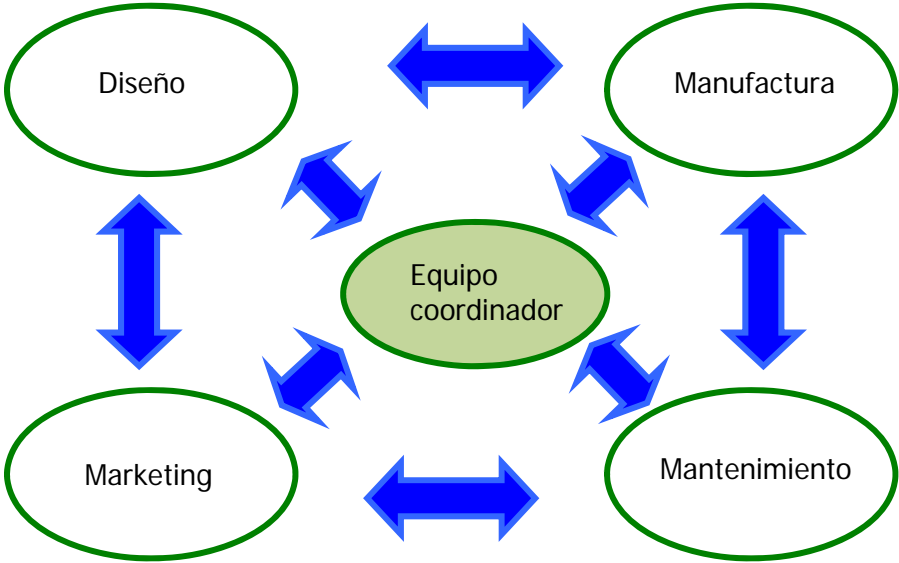 Diseño
Manufactura
Equipo
coordinador
Marketing
Mantenimiento